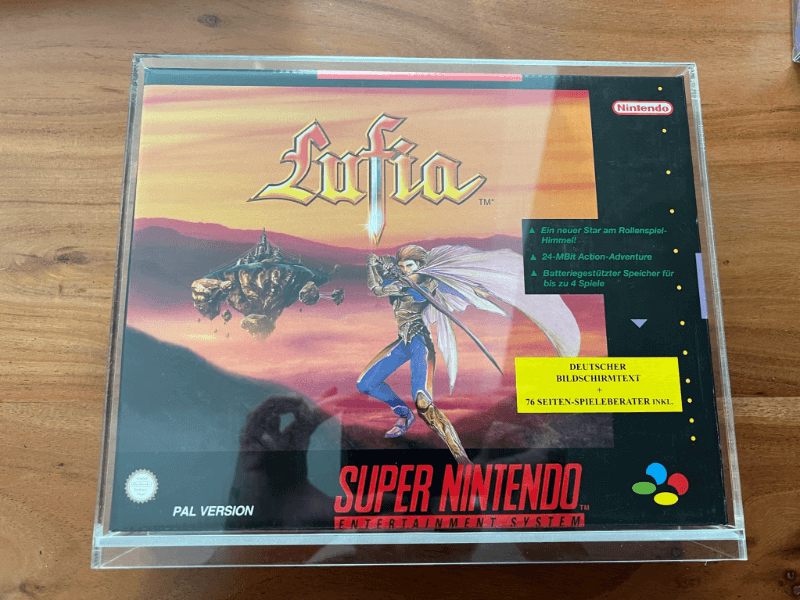 Lufia
TM
Nintendo
Ein neuer Star am Rollenspiel-
Himmel!
24-MBit Action-Adventure
Batteriegestützter Speicher für
bis zu 4 Spiele
DEUTSCHER
BILDSCHIRMTEXT
+
76 SEITEN-SPIELEBERATER INKL.
PAL VERSION
SUPER NINTENDO
TM
ENTERTAINMENT SYSTEM